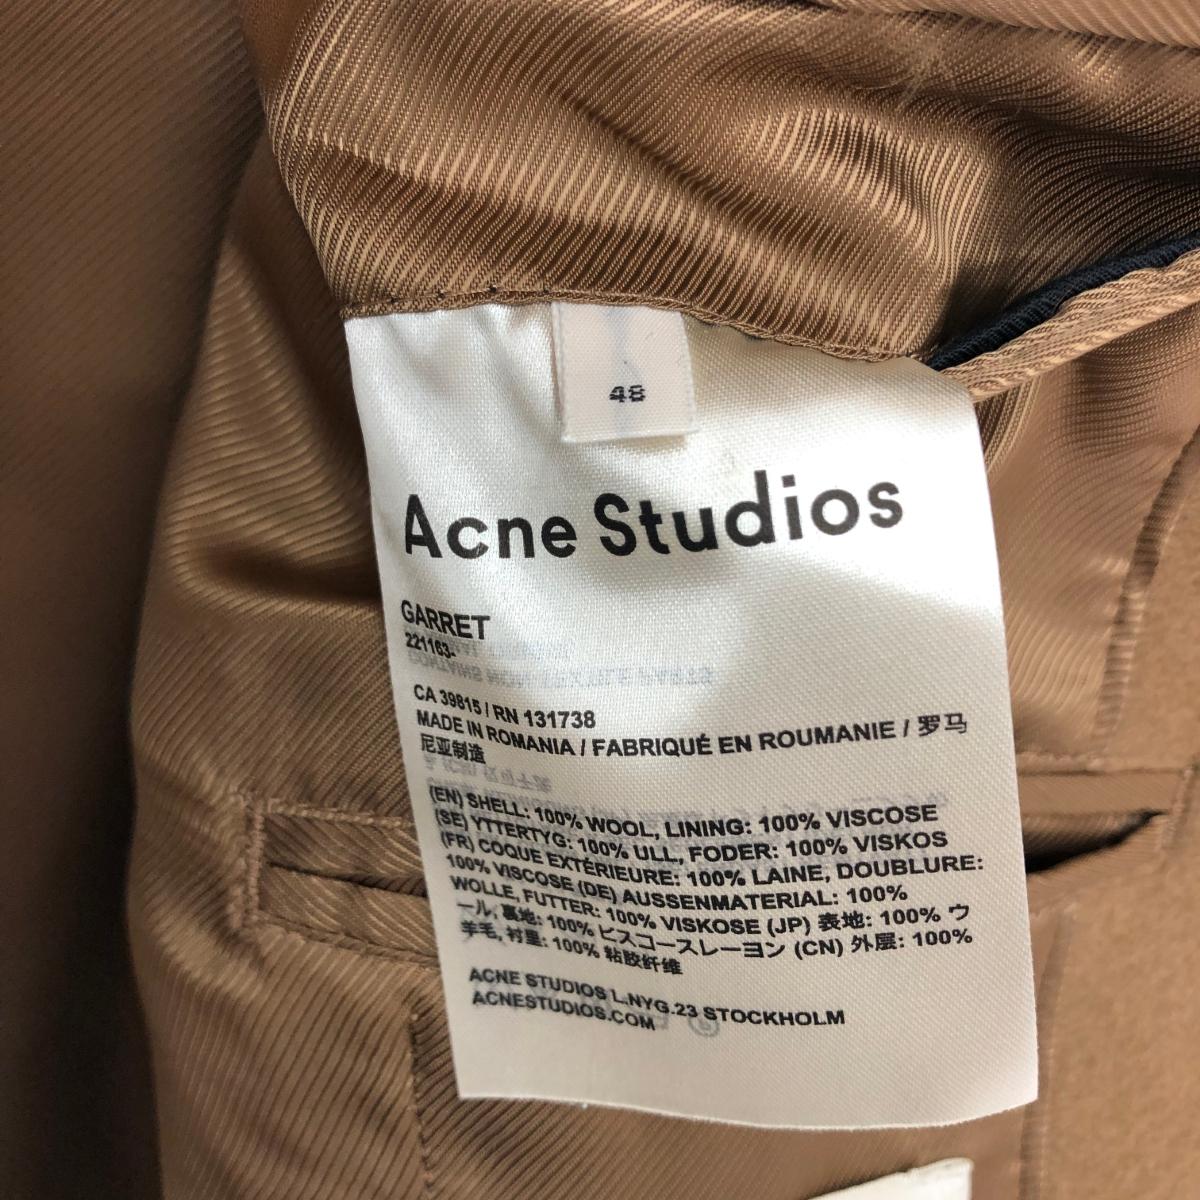 48
Acne Studios
GARRET
221163-
CA 39815 / RN 131738
MADE IN ROMANIA / FABRIQUÉ EN ROUMANIE / 罗马
尼亚制造
(EN) SHELL: 100% WOOL, LINING: 100% VISCOSE
(SE) YTTERTYG: 100% ULL, FODER: 100% VISKOS
(FR) COQUE EXTÉRIEURE: 100% LAINE, DOUBLURE:
100% VISCOSE (DE) AUSSENMATERIAL: 100%
WOLLE, FUTTER: 100% VISKOSE (JP) 表地: 100% ウ
ール, 裏地: 100% ビスコースレーヨン (CN) 外层: 100%
羊毛, 衬里: 100% 粘胶纤维
ACNE STUDIOS L.NYG.23 STOCKHOLM
ACNESTUDIOS.COM